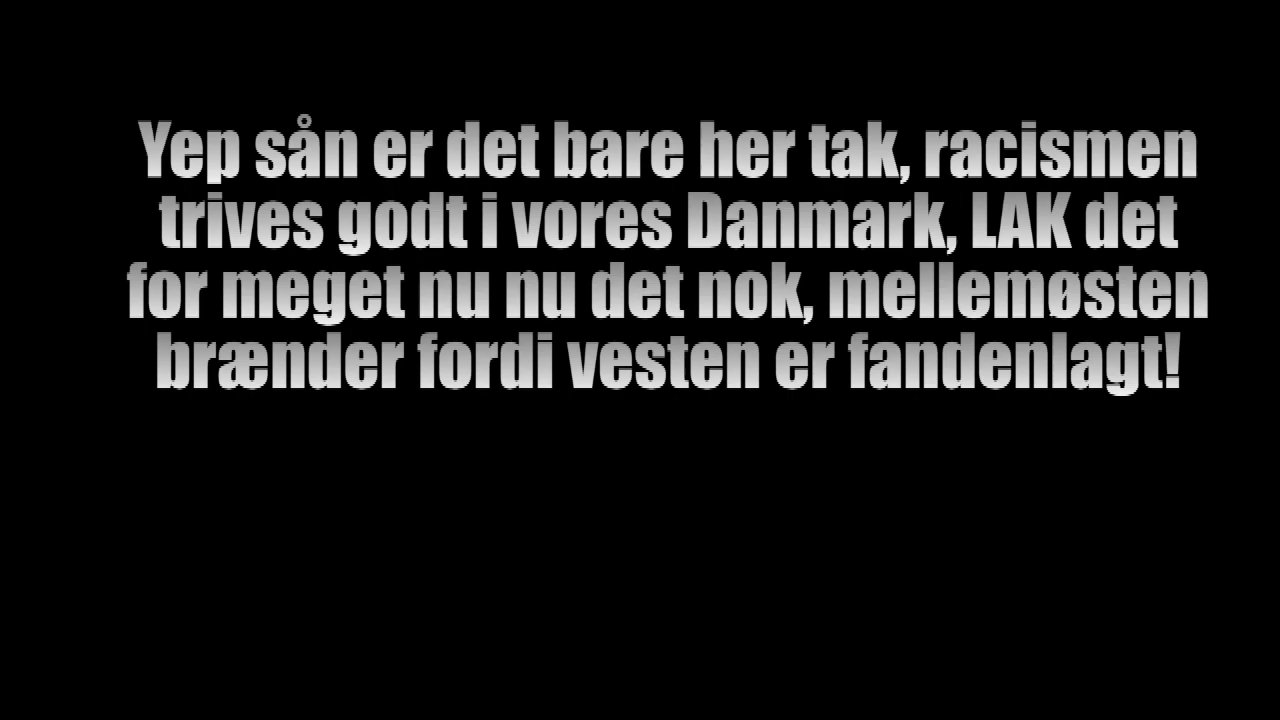 Yep sån er det bare her tak, racismen
trives godt i vores Danmark, LAK det
for meget nu nu det nok, mellemøsten
brænder fordi vesten er fandenlagt!